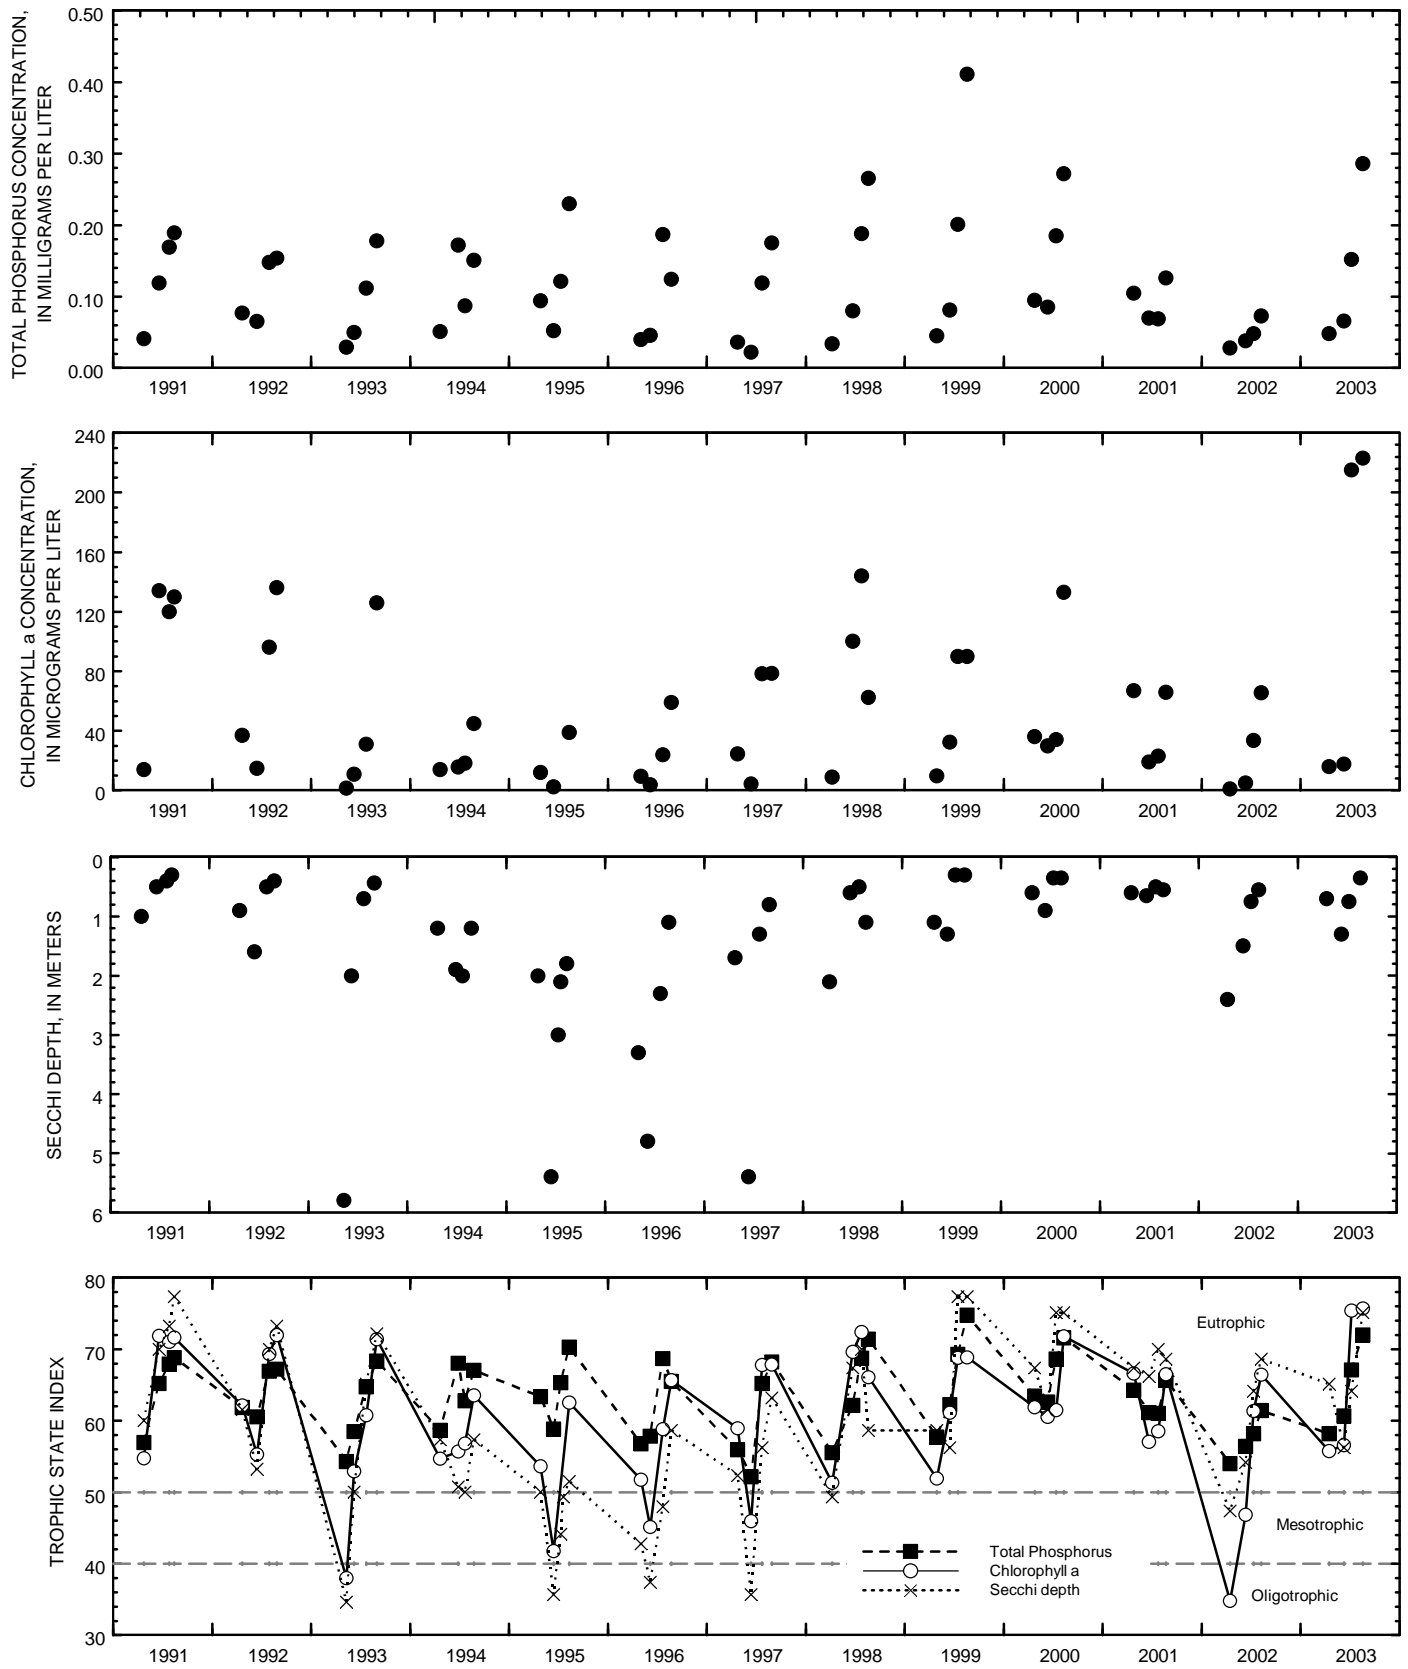 TOTAL PHOSPHORUS CONCENTRATION,
IN MILLIGRAMS PER LITER
0.50
0.40
0.30
0.20
0.10
0.00
1991 1992 1993 1994 1995 1996 1997 1998 1999 2000 2001 2002 2003
CHLOROPHYLL a CONCENTRATION,
IN MICROGRAMS PER LITER
240
200
160
120
80
40
0
1991 1992 1993 1994 1995 1996 1997 1998 1999 2000 2001 2002 2003
SECCHI DEPTH, IN METERS
0
1
2
3
4
5
6
1991 1992 1993 1994 1995 1996 1997 1998 1999 2000 2001 2002 2003
TROPHIC STATE INDEX
80
70
60
50
40
30
Eutrophic
Mesotrophic
Oligotrophic
Total Phosphorus
Chlorophyll a
Secchi depth
1991 1992 1993 1994 1995 1996 1997 1998 1999 2000 2001 2002 2003